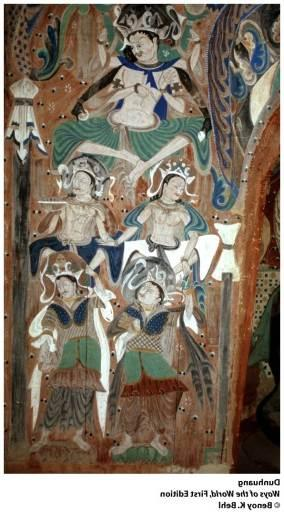 Dunhuang
Ways of the World, First Edition
© Benoy K. Behl